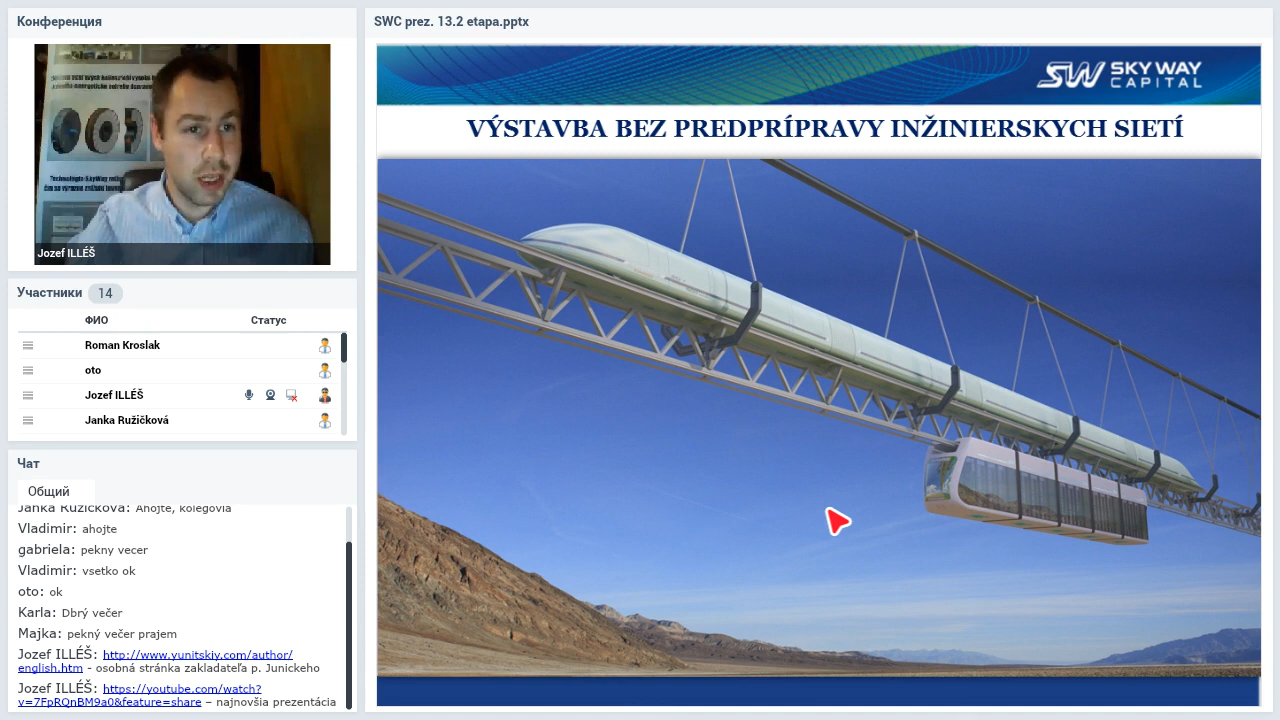 Конференция
Jozef ILLÉŠ
Участники 14
ФИО Статус
Roman Kroslak
oto
Jozef ILLÉŠ
Janka Ružičková
Чат
Общий
Janka Ružičková: Ahojte, kolegovia
Vladimir: ahojte
gabriela: pekny vecer
Vladimir: vsetko ok
oto: ok
Karla: Dbrý večer
Majka: pekný večer prajem
Jozef ILLÉŠ: http://www.yunitskiy.com/author/
english.htm - osobná stránka zakladateľa p. Junickeho
Jozef ILLÉŠ: https://youtube.com/watch?
v=7FpRQnBM9a0&feature=share – najnovšia prezentácia
SWC prez. 13.2 etapa.pptx
SW SKY WAY
CAPITAL
VÝSTAVBA BEZ PREDPRÍPRAVY INŽINIERSKYCH SIETÍ